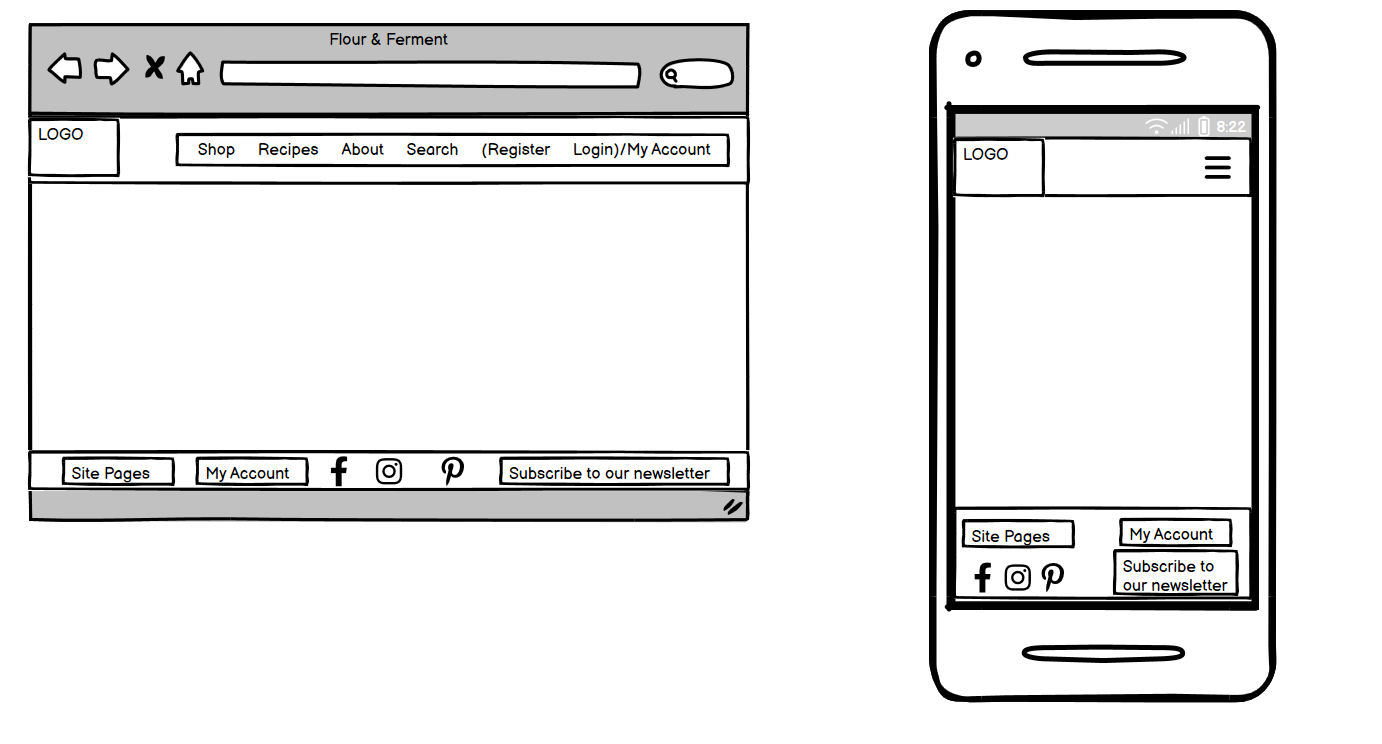 Flour & Ferment
LOGO
Shop Recipes About Search (Register Login)/My Account
Site Pages My Account Subscribe to our newsletter
8:22
LOGO
Site Pages My Account
Subscribe to
our newsletter